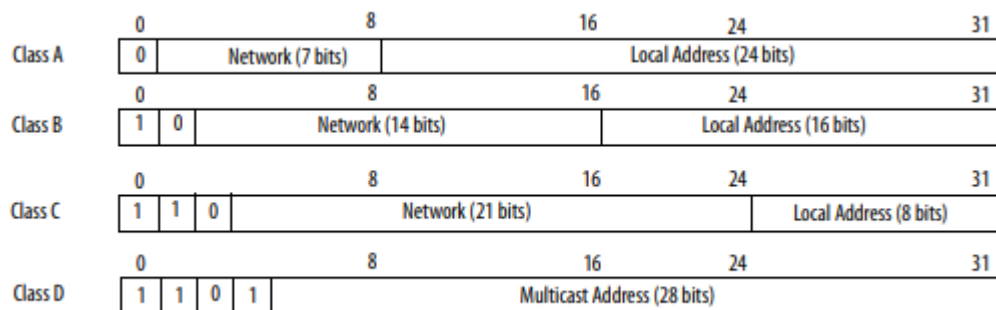 0 8 16 24 31
Class A 0 Network (7 bits) Local Address (24 bits)
0 8 16 24 31
Class B 1 0 Network (14 bits) Local Address (16 bits)
0 8 16 24 31
Class C 1 1 0 Network (21 bits) Local Address (8 bits)
0 8 16 24 31
Class D 1 1 0 1 Multicast Address (28 bits)